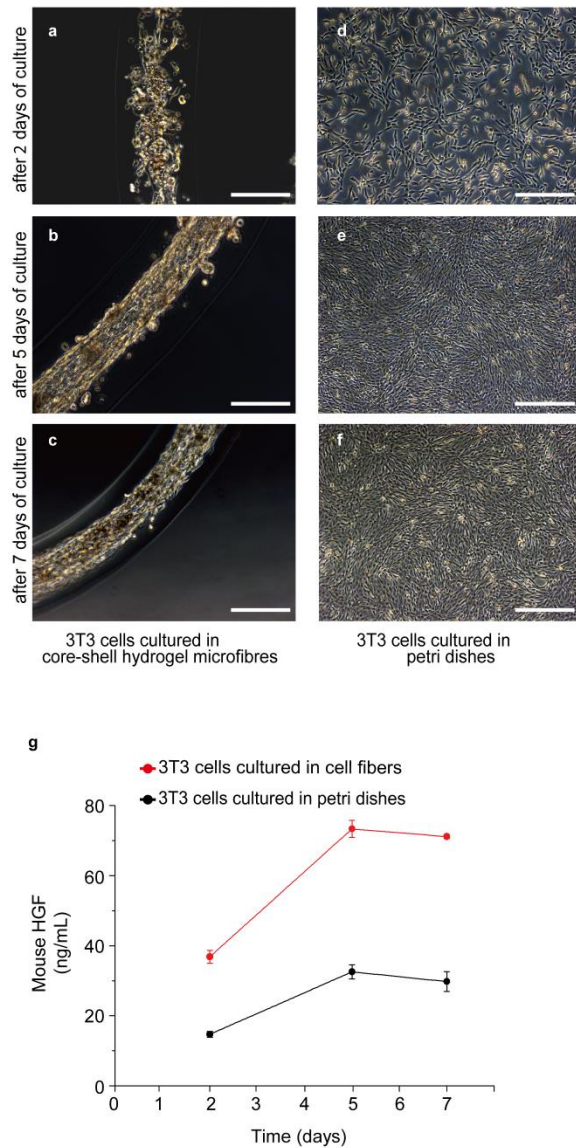 a
d
after 2 days of culture
b
e
after 5 days of culture
c
f
after 7 days of culture
3T3 cells cultured in
core-shell hydrogel microfibres
3T3 cells cultured in
petri dishes
g
3T3 cells cultured in cell fibers
3T3 cells cultured in petri dishes
80
60
40
20
0
Mouse HGF
(ng/mL)
0 1 2 3 4 5 6 7
Time (days)